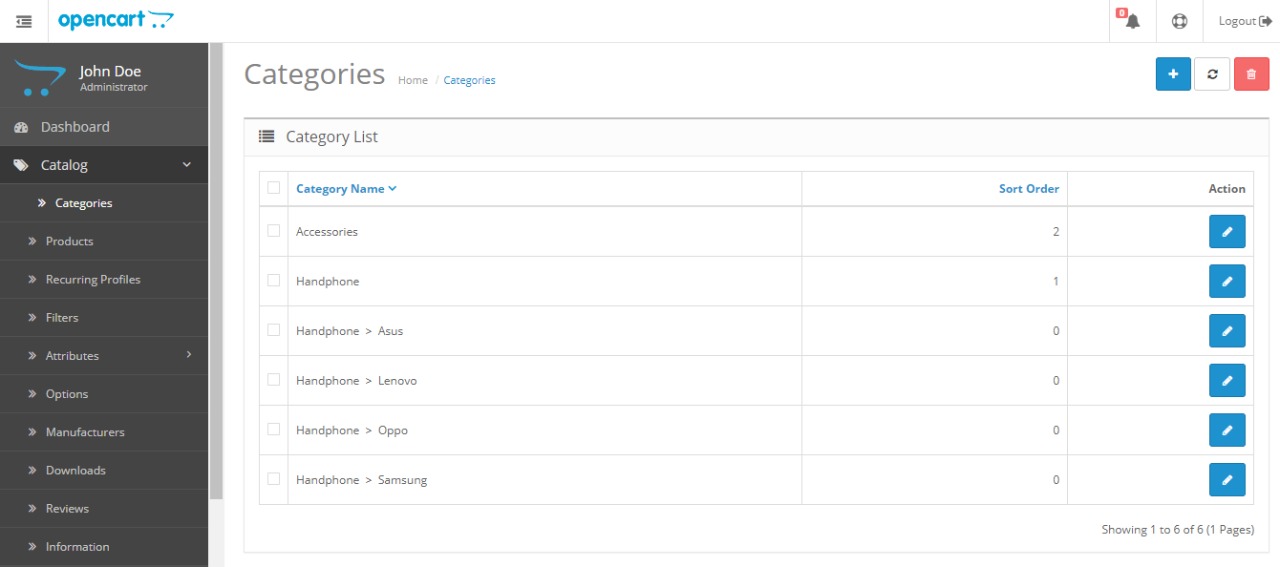 opencart
0
Logout
John Doe
Administrator
Categories
Home / Categories
Dashboard
Catalog
Categories
Products
Recurring Profiles
Filters
Attributes
Options
Manufacturers
Downloads
Reviews
Information
Category List
Category Name Sort Order Action
Accessories 2
Handphone 1
Handphone > Asus 0
Handphone > Lenovo 0
Handphone > Oppo 0
Handphone > Samsung 0
Showing 1 to 6 of 6 (1 Pages)